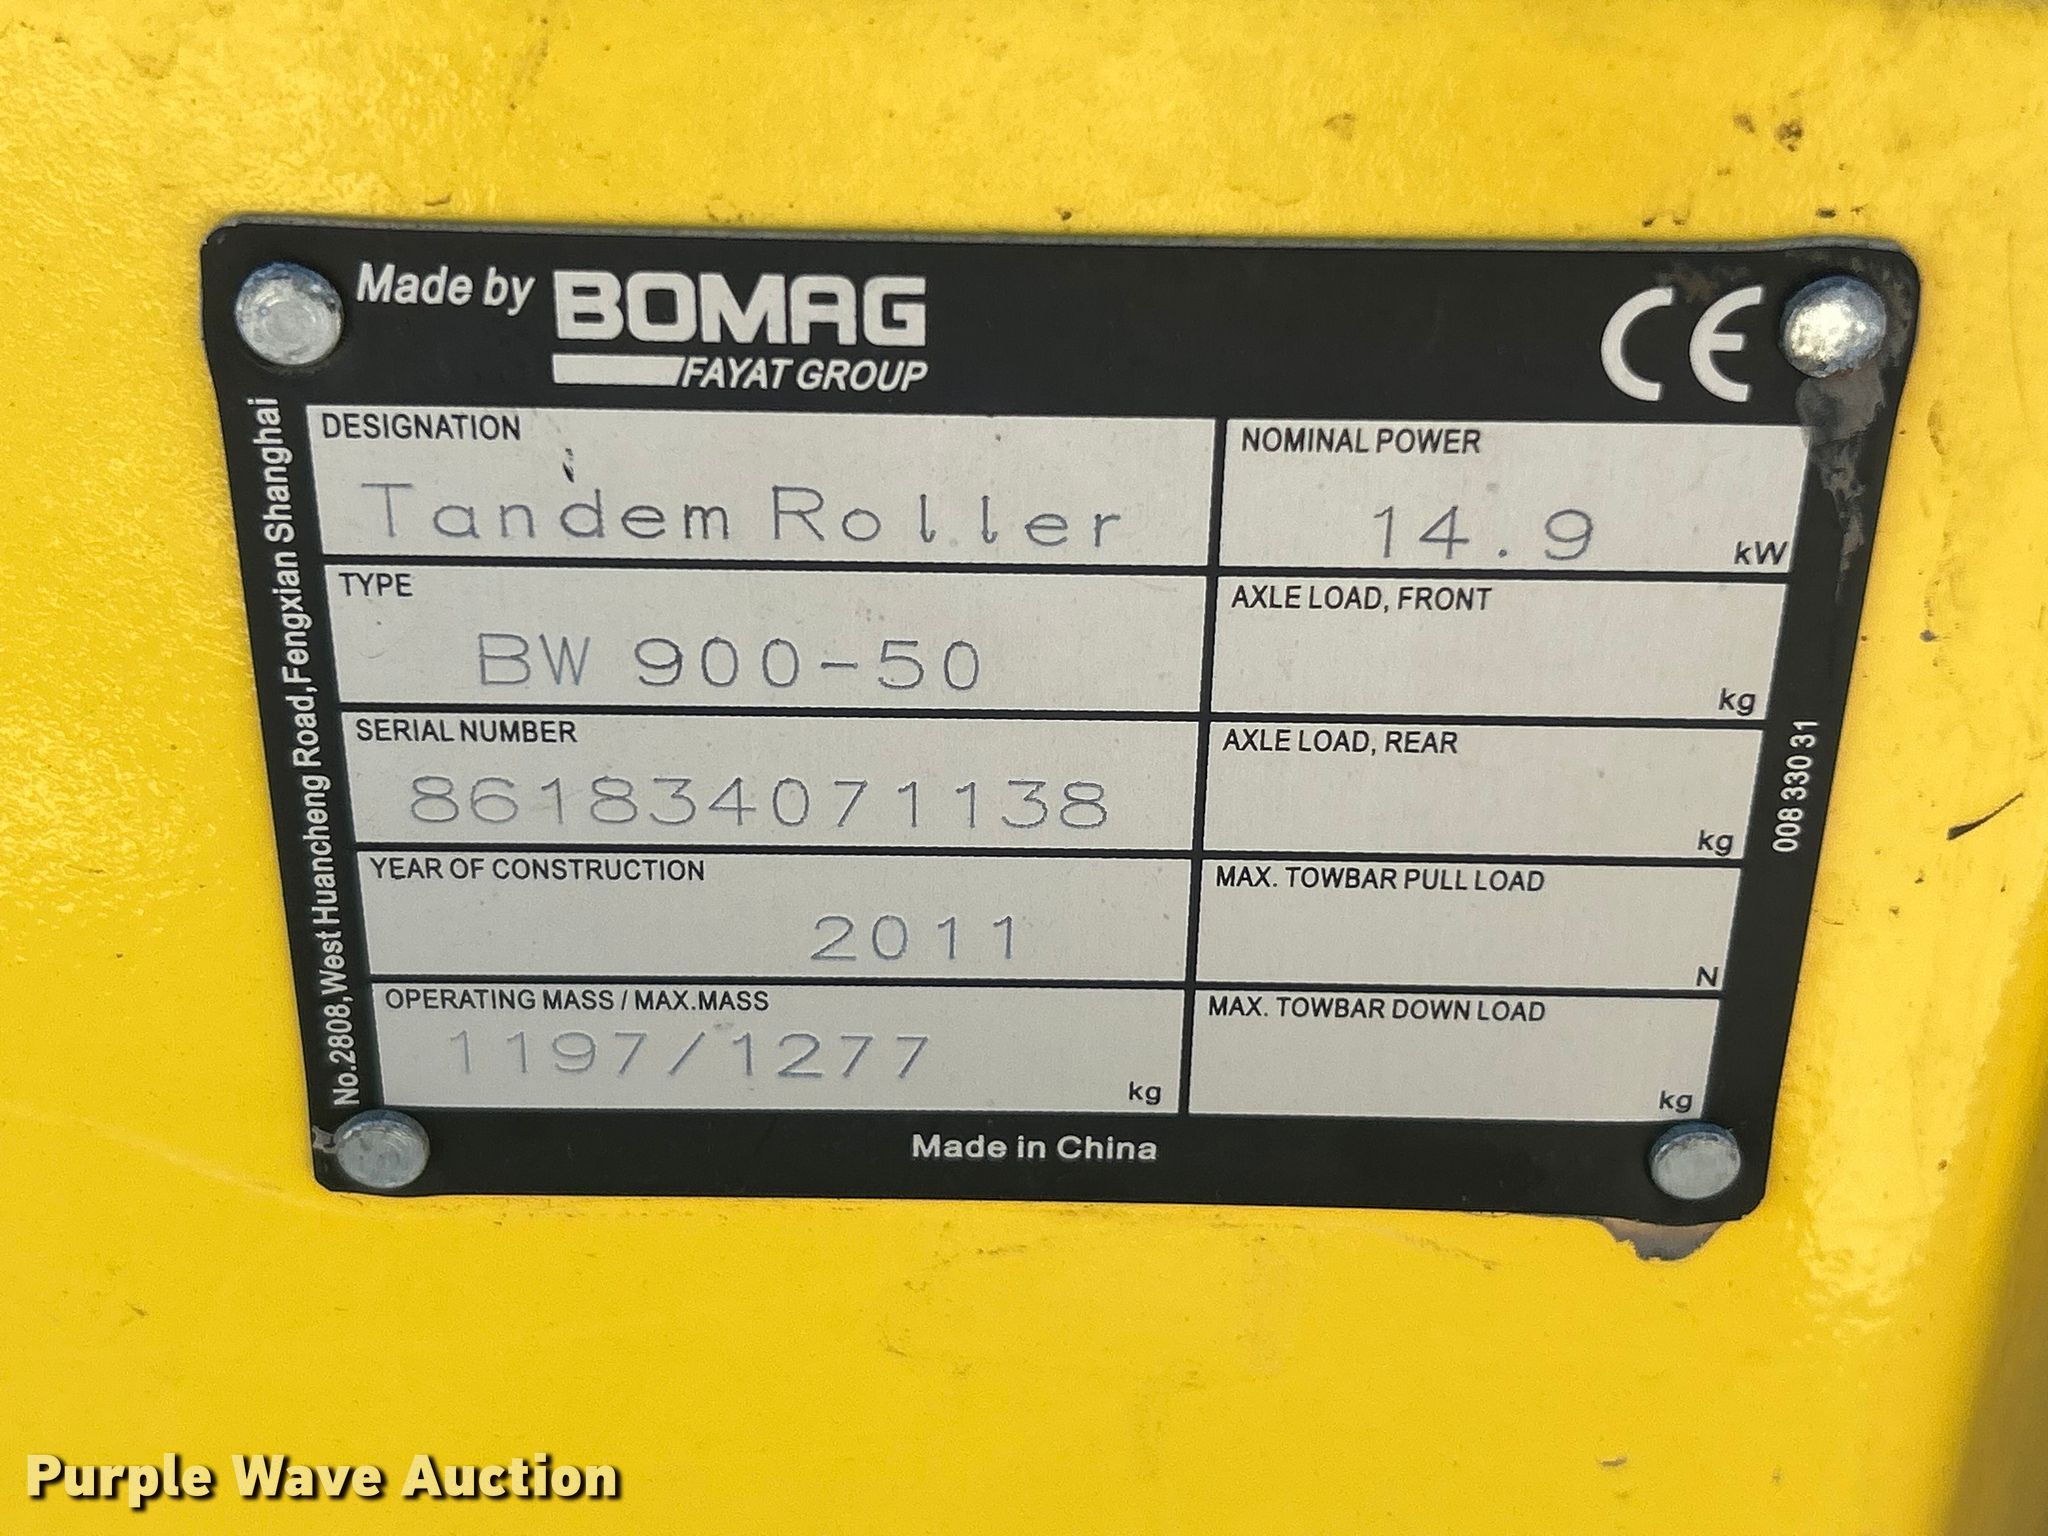 Made by BOMAG
FAYAT GROUP
CE
No.2808,West Huancheng Road,Fengxian Shanghai
DESIGNATION
Tandem Roller
NOMINAL POWER
14.9 kW
TYPE
BW 900-50
AXLE LOAD, FRONT
kg
SERIAL NUMBER
861834071138
AXLE LOAD, REAR
kg
YEAR OF CONSTRUCTION
2011
MAX. TOWBAR PULL LOAD
N
OPERATING MASS / MAX.MASS
1197/1277 kg
MAX. TOWBAR DOWN LOAD
kg
008 330 31
Made in China
Purple Wave Auction